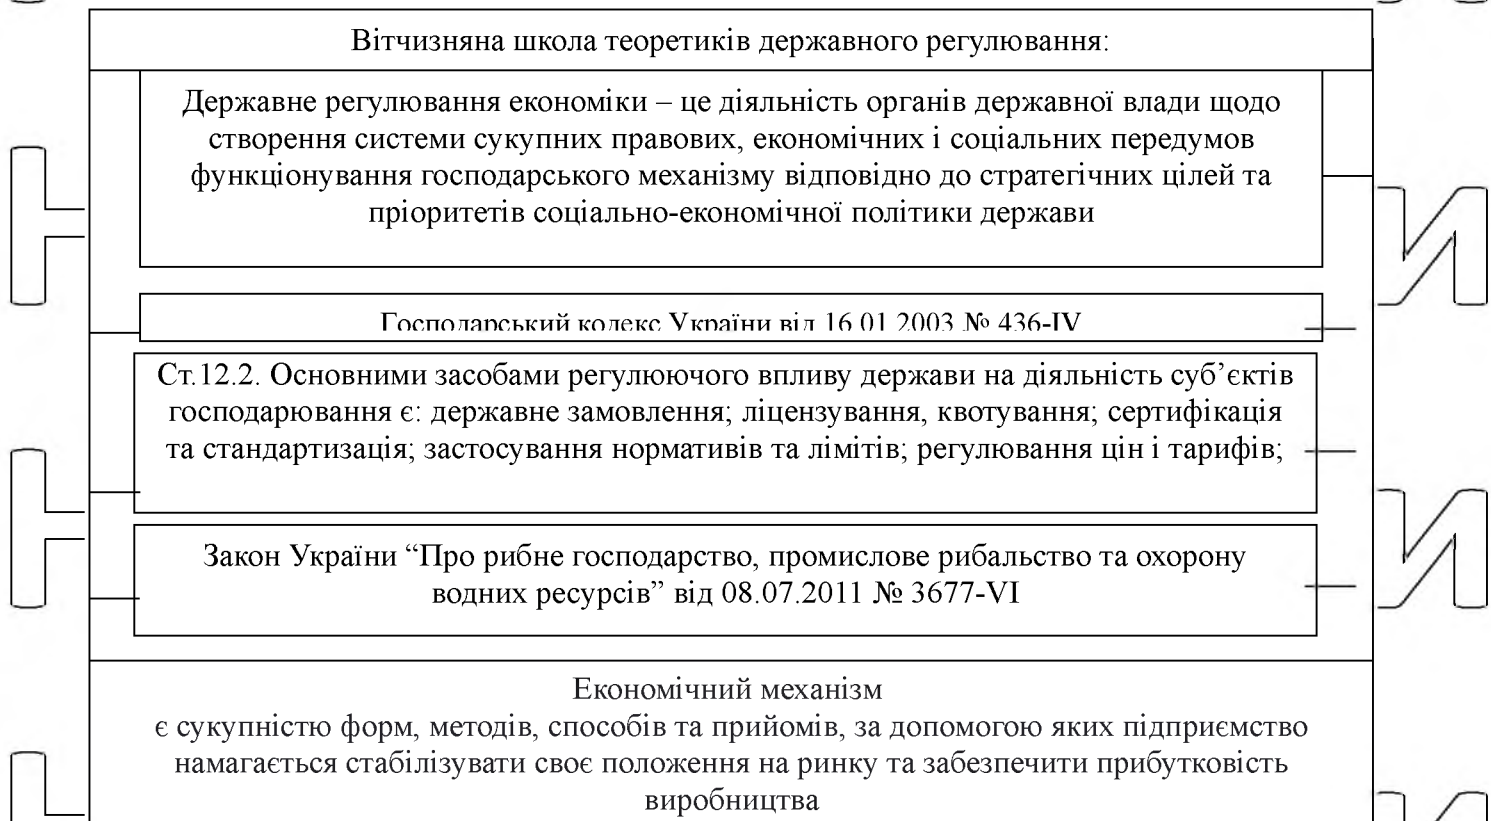 Вітчизняна школа теоретиків державного регулювання:
Державне регулювання економіки – це діяльність органів державної влади щодо
створення системи сукупних правових, економічних і соціальних передумов
функціонування господарського механізму відповідно до стратегічних цілей та
пріоритетів соціально-економічної політики держави
Господарський кодекс України від 16.01.2003 № 436-IV
Ст.12.2. Основними засобами регулюючого впливу держави на діяльність суб’єктів
господарювання є: державне замовлення; ліцензування, квотування; сертифікація
та стандартизація; застосування нормативів та лімітів; регулювання цін і тарифів;
Закон України “Про рибне господарство, промислове рибальство та охорону
водних ресурсів” від 08.07.2011 № 3677-VI
Економічний механізм
є сукупністю форм, методів, способів та прийомів, за допомогою яких підприємство
намагається стабілізувати своє положення на ринку та забезпечити прибутковість
виробництва